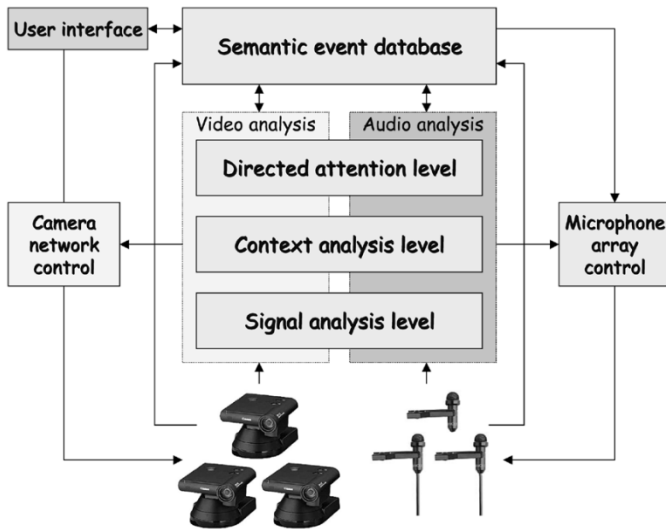 User interface
Semantic event database
Video analysis
Audio analysis
Directed attention level
Camera
network
control
Context analysis level
Microphone
array
control
Signal analysis level